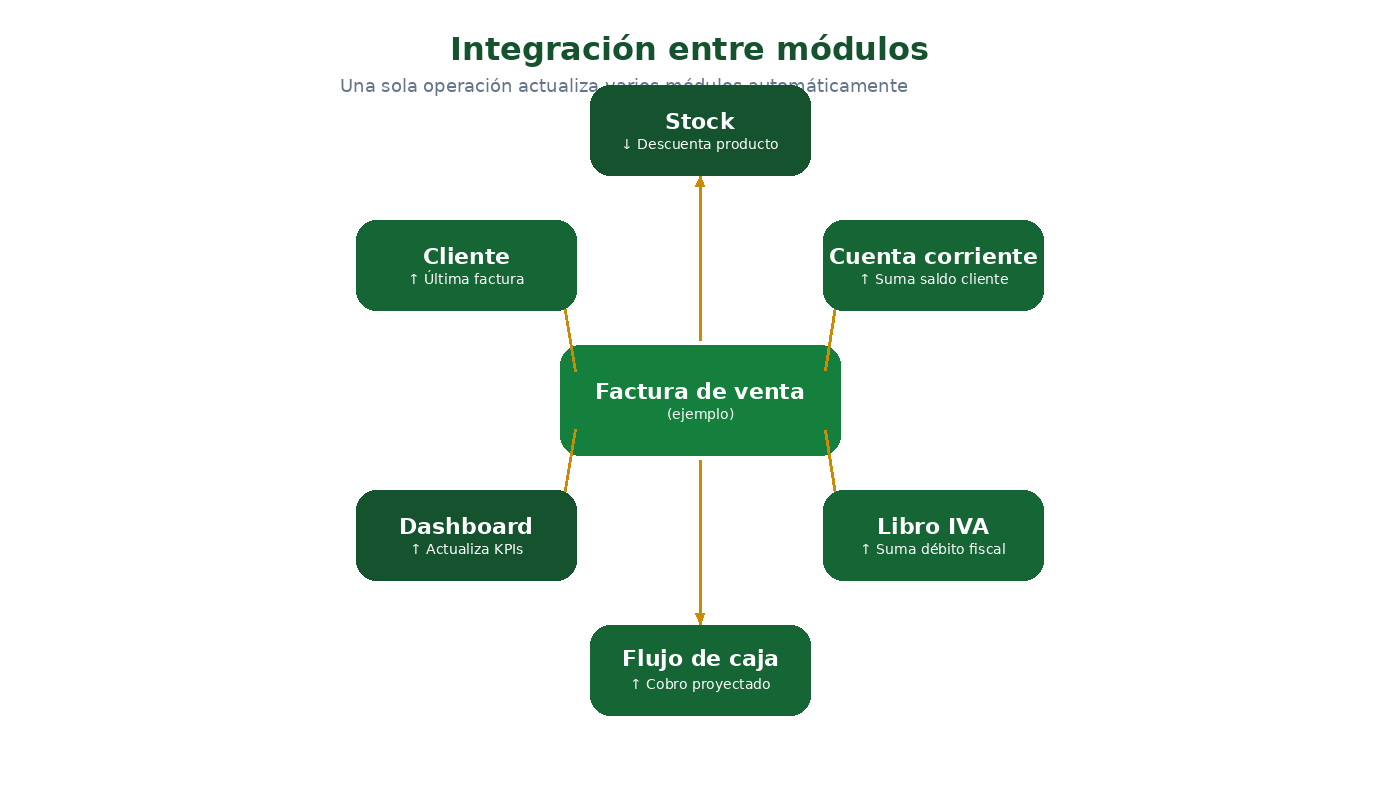 Integración entre módulos
Una sola operación actualiza varios módulos automáticamente
Stock
↓ Descuenta producto
Cliente
↑ Última factura
Cuenta corriente
↑ Suma saldo cliente
Factura de venta
(ejemplo)
Dashboard
↑ Actualiza KPIs
Libro IVA
↑ Suma débito fiscal
Flujo de caja
↑ Cobro proyectado